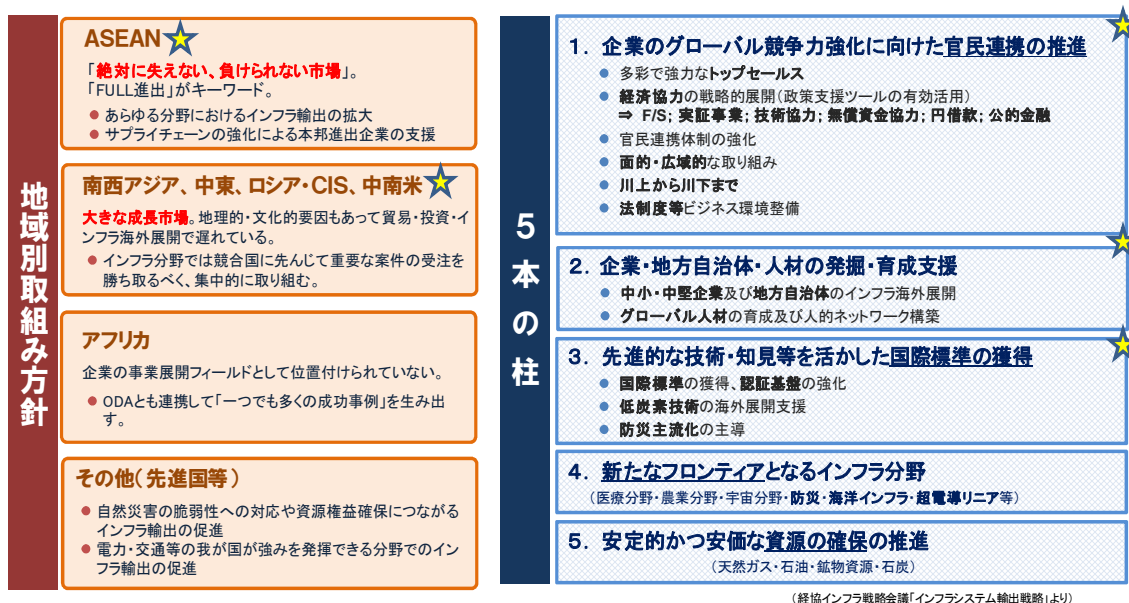 地域別取組み方針
ASEAN
「絶対に失えない、負けられない市場」。
「FULL進出」がキーワード。
● あらゆる分野におけるインフラ輸出の拡大
● サプライチェーンの強化による本邦進出企業の支援
南西アジア、中東、ロシア・CIS、中南米
大きな成長市場。地理的・文化的要因もあって貿易・投資・イ
ンフラ海外展開で遅れている。
● インフラ分野では競合国に先んじて重要な案件の受注を
勝ち取るべく、集中的に取り組む。
アフリカ
企業の事業展開フィールドとして位置付けられていない。
● ODAとも連携して「一つでも多くの成功事例」を生み出
す。
その他（先進国等）
● 自然災害の脆弱性への対応や資源権益確保につながる
インフラ輸出の促進
● 電力・交通等の我が国が強みを発揮できる分野でのイン
フラ輸出の促進
5本の柱
1．企業のグローバル競争力強化に向けた官民連携の推進
● 多彩で強力なトップセールス
● 経済協力の戦略的展開（政策支援ツールの有効活用）
⇒ F/S; 実証事業; 技術協力; 無償資金協力; 円借款; 公的金融
● 官民連携体制の強化
● 面的・広域的な取り組み
● 川上から川下まで
● 法制度等ビジネス環境整備
2．企業・地方自治体・人材の発掘・育成支援
● 中小・中堅企業及び地方自治体のインフラ海外展開
● グローバル人材の育成及び人的ネットワーク構築
3．先進的な技術・知見等を活かした国際標準の獲得
● 国際標準の獲得、認証基盤の強化
● 低炭素技術の海外展開支援
● 防災主流化の主導
4．新たなフロンティアとなるインフラ分野
（医療分野・農業分野・宇宙分野・防災・海洋インフラ・超電導リニア等）
5．安定的かつ安価な資源の確保の推進
（天然ガス・石油・鉱物資源・石炭）
（経協インフラ戦略会議「インフラシステム輸出戦略」より）